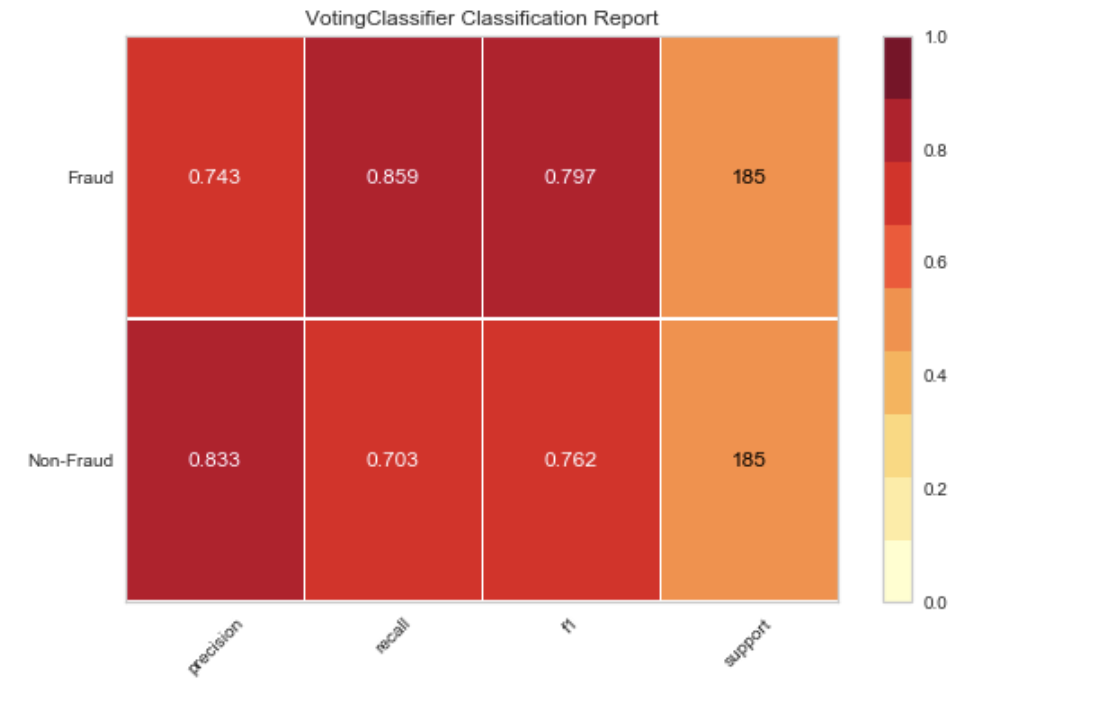 VotingClassifier Classification Report
Fraud 0.743 0.859 0.797 185
Non-Fraud 0.833 0.703 0.762 185
precision recall f1 support
1.0
0.8
0.6
0.4
0.2
0.0